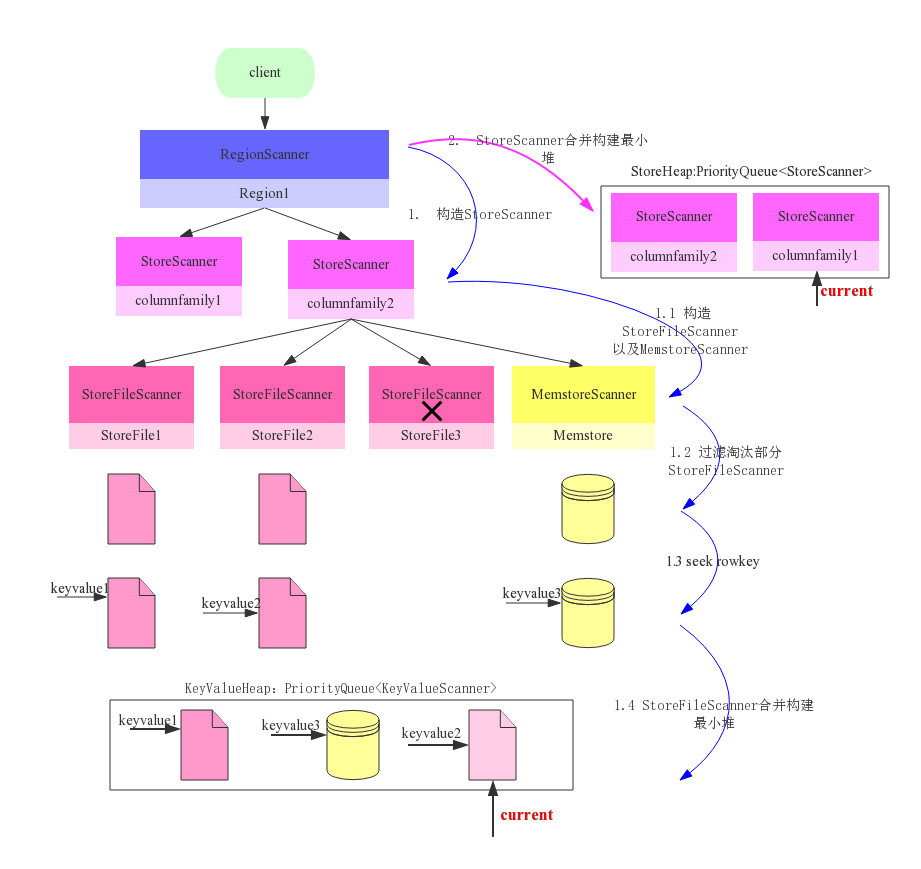 client
RegionScanner
Region1
2. StoreScanner合并构建最小
堆
StoreHeap:PriorityQueue<StoreScanner>
StoreScanner
columnfamily2
StoreScanner
columnfamily1
current
1. 构造StoreScanner
StoreScanner
columnfamily1
StoreScanner
columnfamily2
1.1 构造
StoreFileScanner
以及MemstoreScanner
StoreFileScanner
StoreFile1
StoreFileScanner
StoreFile2
StoreFileScanner
StoreFile3
MemstoreScanner
Memstore
1.2 过滤淘汰部分
StoreFileScanner
1.3 seek rowkey
keyvalue1
keyvalue2
keyvalue3
KeyValueHeap：PriorityQueue<KeyValueScanner>
keyvalue1
keyvalue3
keyvalue2
current
1.4 StoreFileScanner合并构建
最小堆